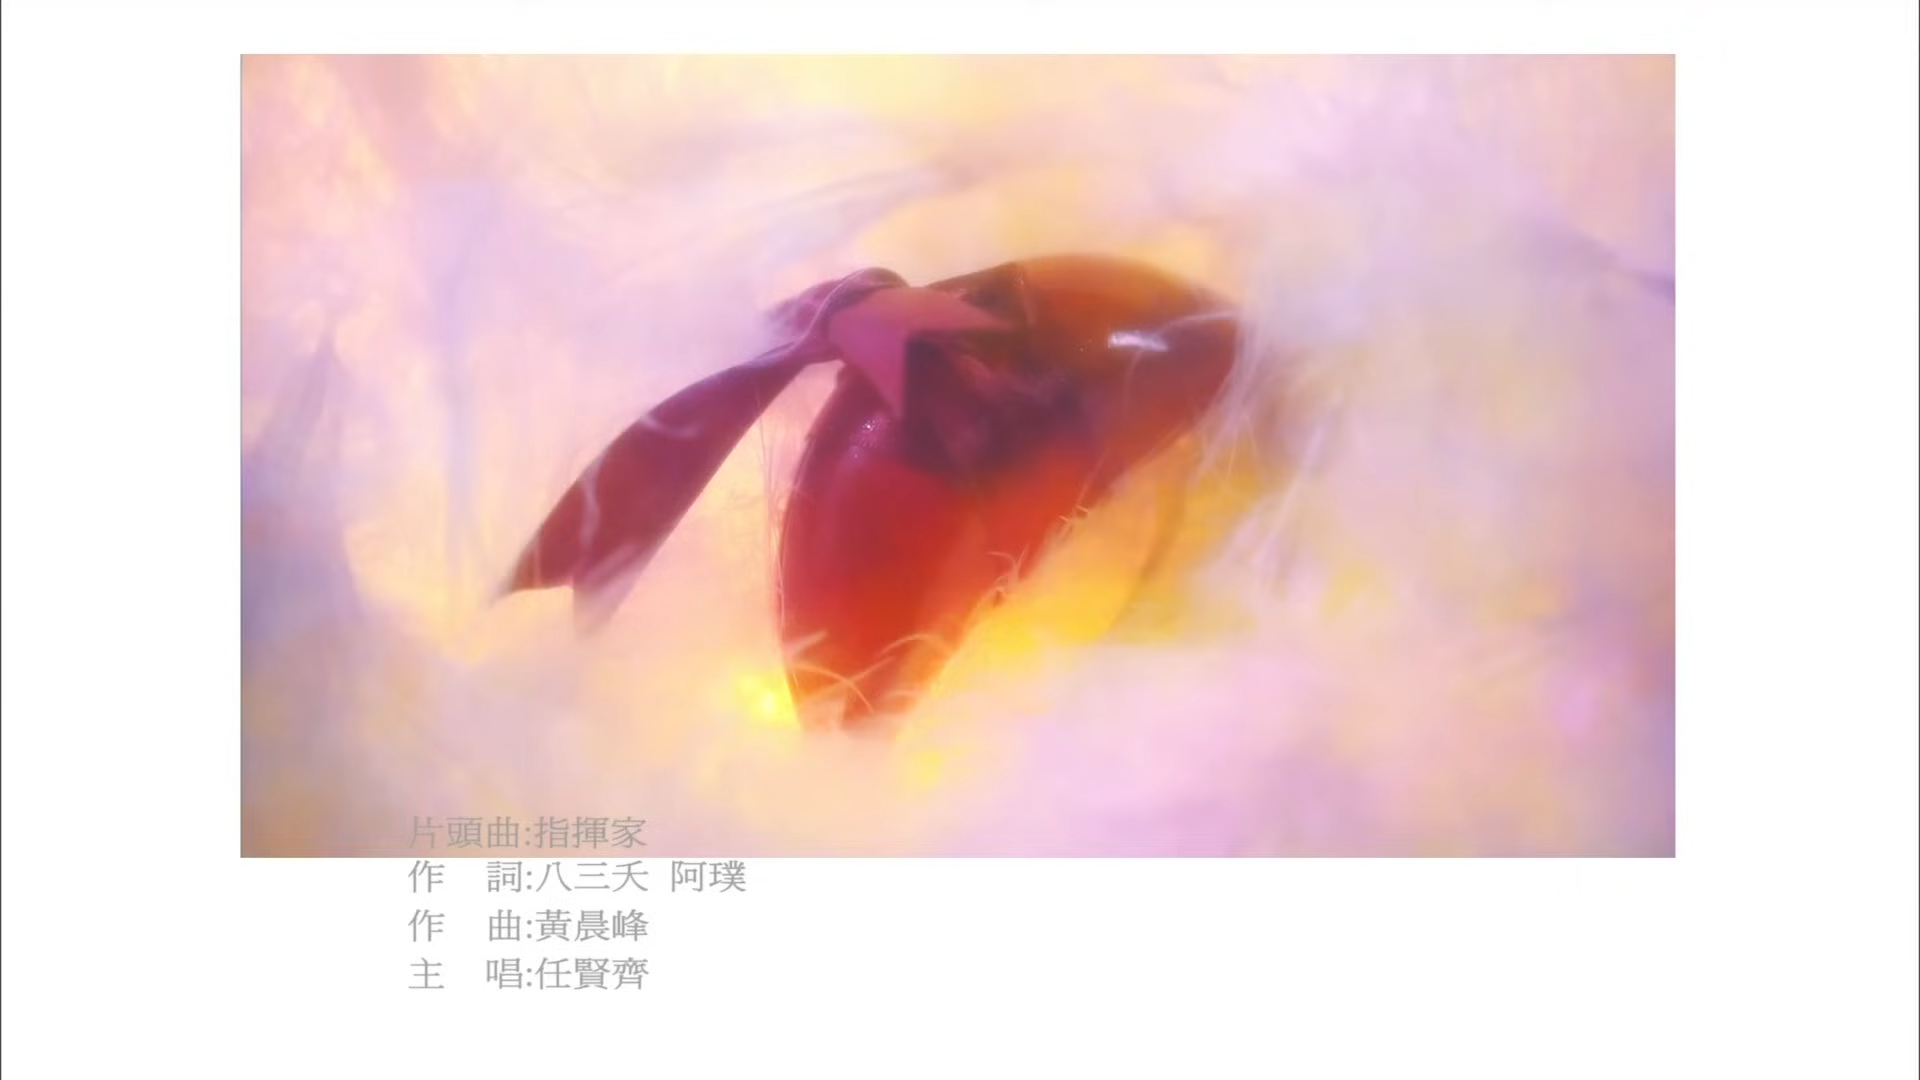 片頭曲:指揮家
作　詞:八三夭 阿璞
作　曲:黃晨峰
主　唱:任賢齊